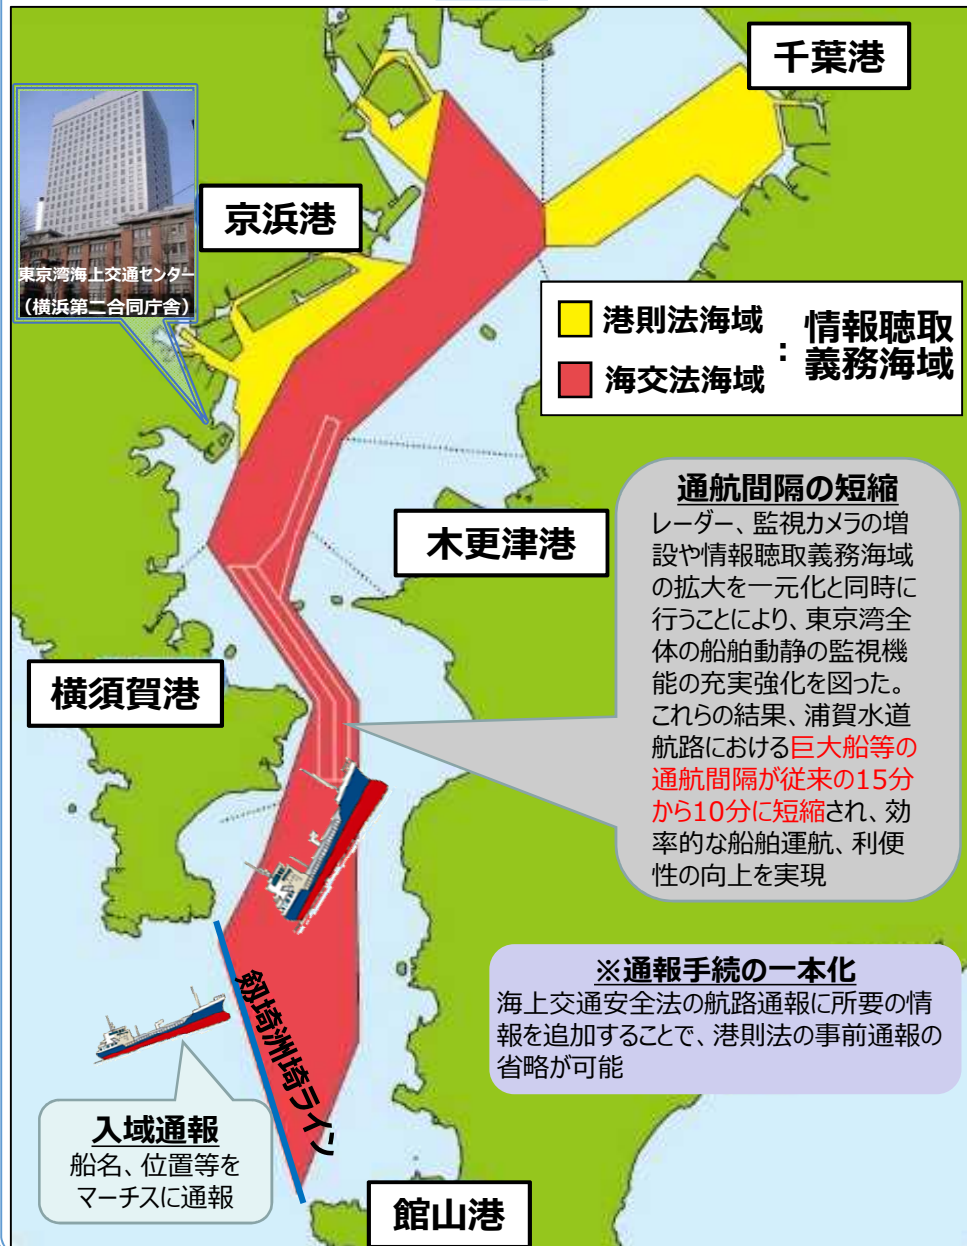 千葉港
京浜港
東京湾海上交通センター
（横浜第二合同庁舎）
港則法海域
海交法海域
：
情報聴取
義務海域
通航間隔の短縮
レーダー、監視カメラの増
設や情報聴取義務海域
の拡大を一元化と同時に
行うことにより、東京湾全
体の船舶動静の監視機
能の充実強化を図った。
これらの結果、浦賀水道
航路における巨大船等の
通航間隔が従来の15分
から10分に短縮され、効
率的な船舶運航、利便
性の向上を実現
木更津港
横須賀港
※通報手続の一本化
海上交通安全法の航路通報に所要の情
報を追加することで、港則法の事前通報の
省略が可能
剱埼洲埼ライン
入域通報
船名、位置等を
マーチスに通報
館山港